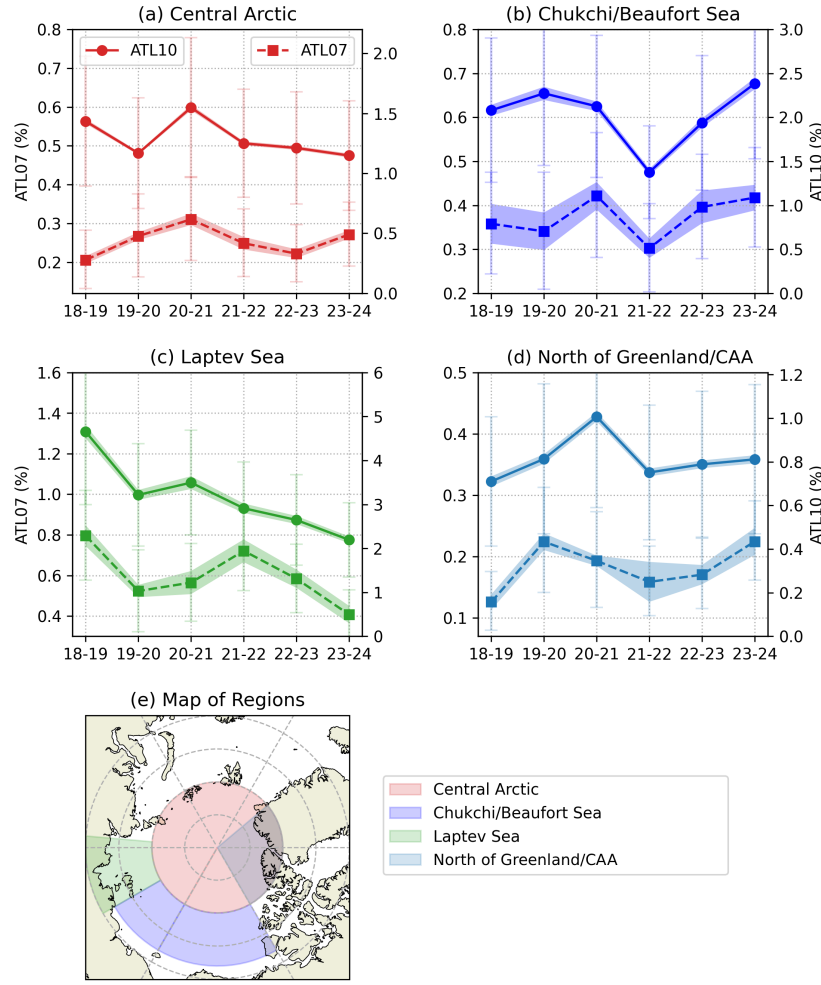 (a) Central Arctic
ATL10
ATL07
ATL07 (%)
0.8
0.7
0.6
0.5
0.4
0.3
0.2
2.0
1.5
1.0
0.5
0.0
18-19 19-20 20-21 21-22 22-23 23-24
(b) Chukchi/Beaufort Sea
0.8
0.7
0.6
0.5
0.4
0.3
0.2
3.0
2.5
2.0
1.5
1.0
0.5
0.0
ATL10 (%)
18-19 19-20 20-21 21-22 22-23 23-24
(c) Laptev Sea
ATL07 (%)
1.6
1.4
1.2
1.0
0.8
0.6
0.4
6
5
4
3
2
1
0
18-19 19-20 20-21 21-22 22-23 23-24
(d) North of Greenland/CAA
0.5
0.4
0.3
0.2
0.1
1.2
1.0
0.8
0.6
0.4
0.2
0.0
ATL10 (%)
18-19 19-20 20-21 21-22 22-23 23-24
(e) Map of Regions
Central Arctic
Chukchi/Beaufort Sea
Laptev Sea
North of Greenland/CAA